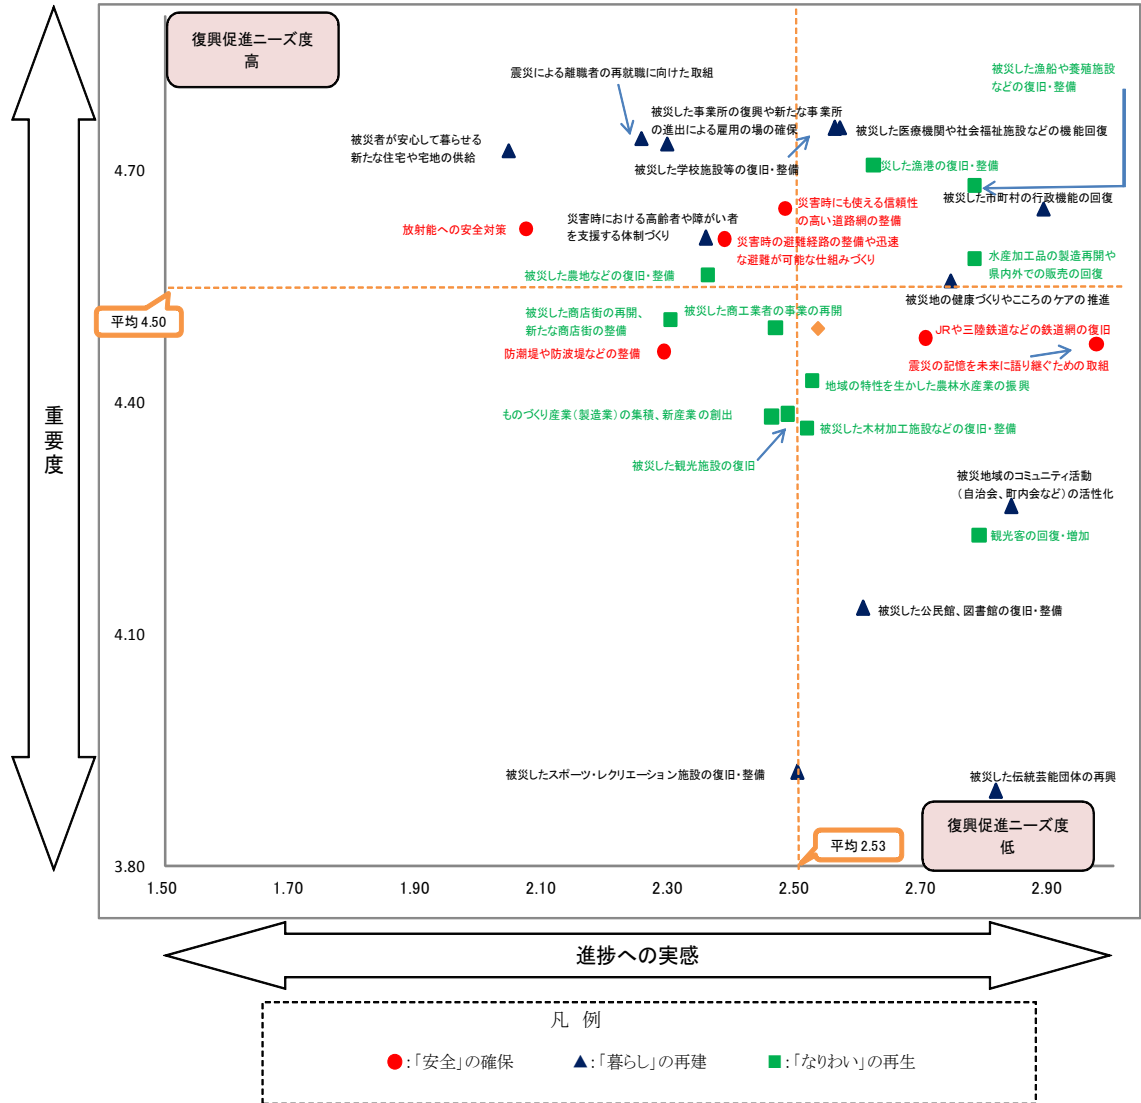 復興促進ニーズ度
高
震災による離職者の再就職に向けた取組
被災した漁船や養殖施設
などの復旧・整備
被災した事業所の復興や新たな事業所
の進出による雇用の場の確保
被災した医療機関や社会福祉施設などの機能回復
被災者が安心して暮らせる
新たな住宅や宅地の供給
被災した学校施設等の復旧・整備
災した漁港の復旧・整備
4.70
被災した市町村の行政機能の回復
災害時にも使える信頼性
の高い道路網の整備
放射能への安全対策
災害時における高齢者や障がい者
を支援する体制づくり
災害時の避難経路の整備や迅速
な避難が可能な仕組みづくり
水産加工品の製造再開や
県内外での販売の回復
被災した農地などの復旧・整備
被災地の健康づくりやこころのケアの推進
平均4.50
被災した商店街の再開、
新たな商店街の整備
被災した商工業者の事業の再開
JRや三陸鉄道などの鉄道網の復旧
防潮堤や防波堤などの整備
震災の記憶を未来に語り継ぐための取組
地域の特性を生かした農林水産業の振興
4.40
ものづくり産業(製造業)の集積、新産業の創出
被災した木材加工施設などの復旧・整備
被災した観光施設の復旧
重要度
被災地域のコミュニティ活動
(自治会、町内会など)の活性化
観光客の回復・増加
4.10
被災した公民館、図書館の復旧・整備
被災したスポーツ・レクリエーション施設の復旧・整備
被災した伝統芸能団体の再興
復興促進ニーズ度
低
平均2.53
3.80
1.50 1.70 1.90 2.10 2.30 2.50 2.70 2.90
進捗への実感
凡 例
:「安全」の確保 :「暮らし」の再建 :「なりわい」の再生